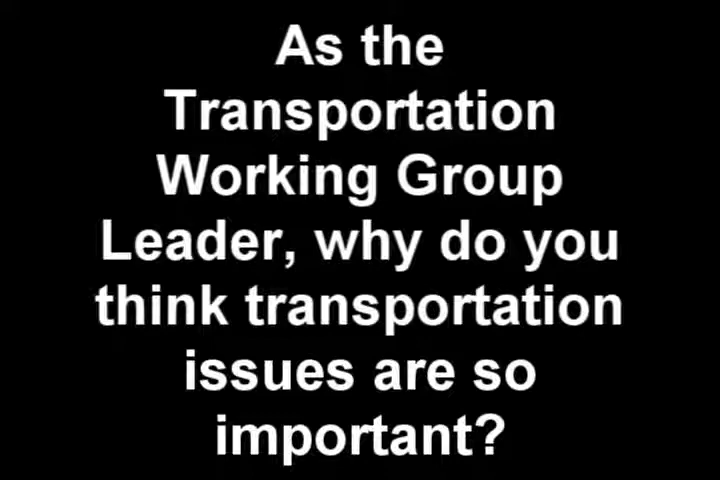 As the
Transportation
Working Group
Leader, why do you
think transportation
issues are so
important?